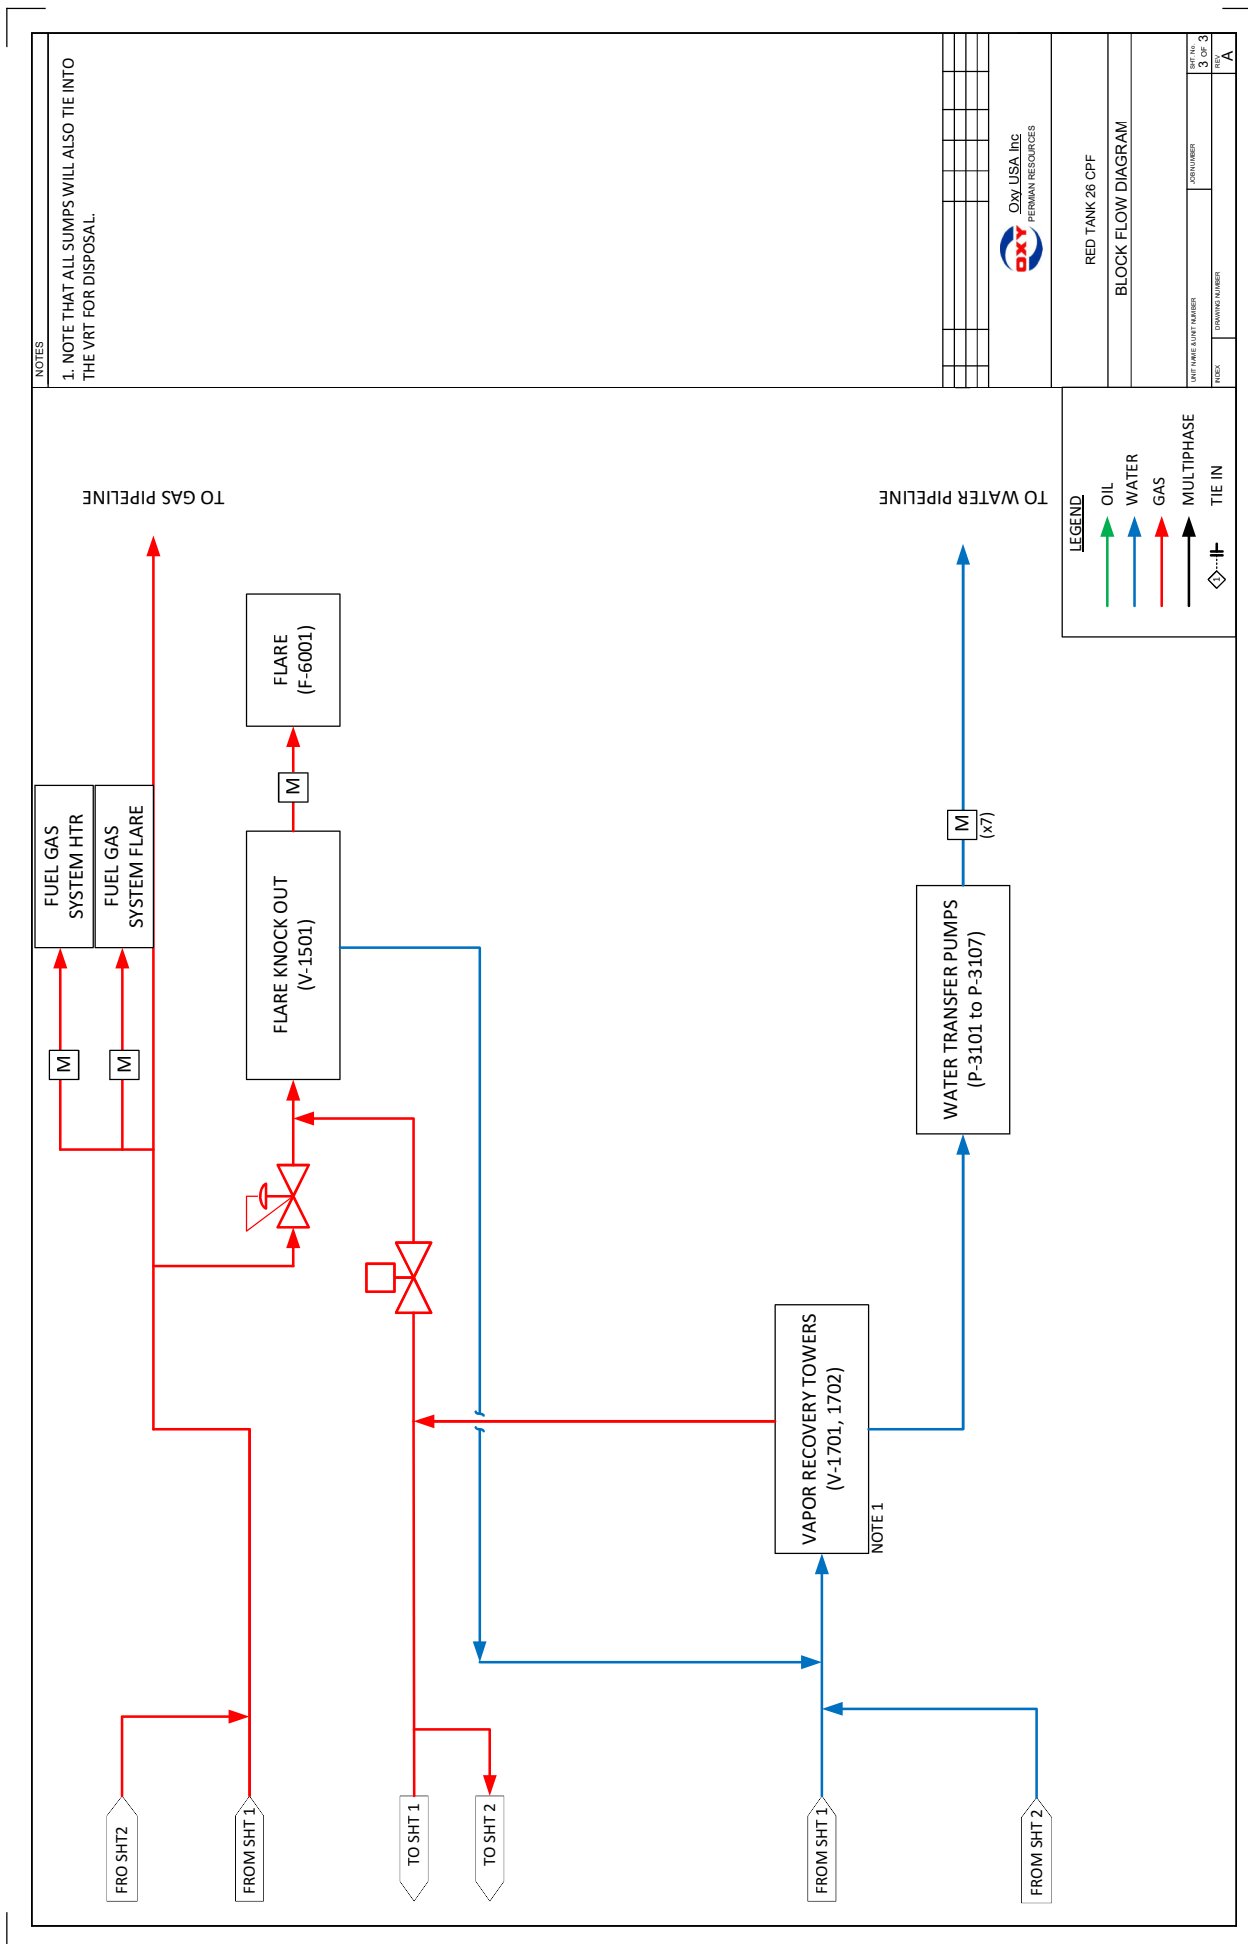 NOTES
1. NOTE THAT ALL SUMPS WILL ALSO TIE INTO
THE VRT FOR DISPOSAL.
FUEL GAS
SYSTEM HTR
FUEL GAS
SYSTEM FLARE
M
M
TO GAS PIPELINE
FLARE KNOCK OUT
(V-1501)
M
FLARE
(F-6001)
FRO SHT2
FROM SHT 1
TO SHT 1
TO SHT 2
VAPOR RECOVERY TOWERS
(V-1701, 1702)
NOTE 1
FROM SHT 1
FROM SHT 2
WATER TRANSFER PUMPS
(P-3101 to P-3107)
M
(x7)
TO WATER PIPELINE
LEGEND
OIL
WATER
GAS
MULTIPHASE
1
TIE IN
OXY
Oxy USA Inc
PERMIAN RESOURCES
RED TANK 26 CPF
BLOCK FLOW DIAGRAM
UNIT NAME & UNIT NUMBER
JOB NUMBER
SHT. No.
3 OF 3
INDEX
DRAWING NUMBER
REV
A